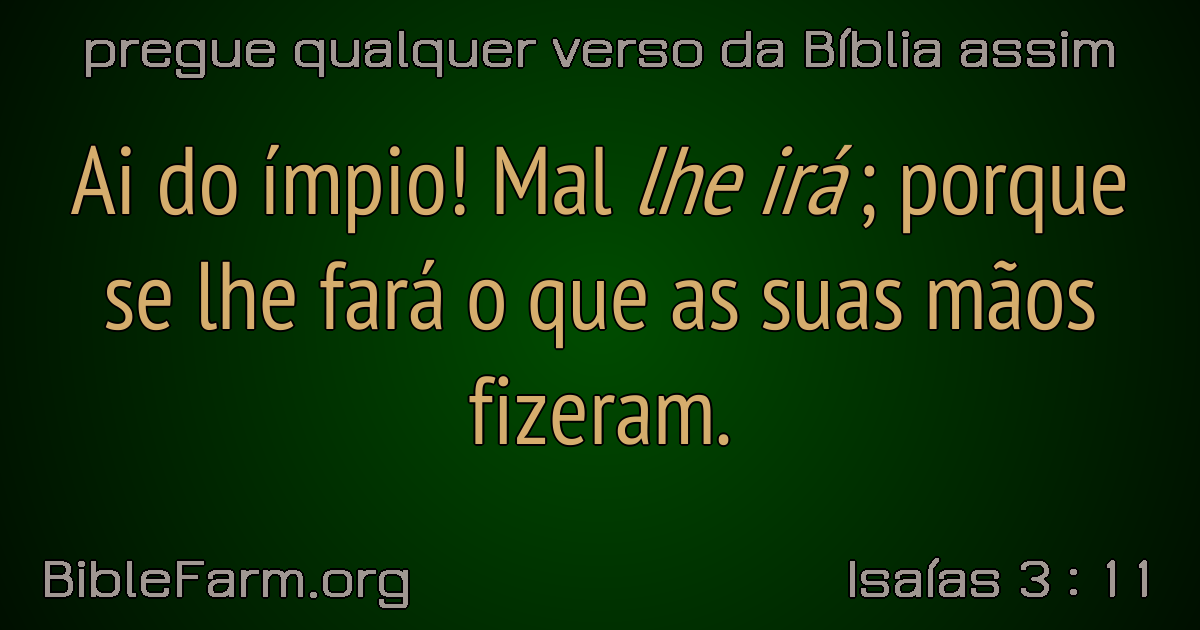 pregue qualquer verso da Bíblia assim
Ai do ímpio! Mal lhe irá; porque
se lhe fará o que as suas mãos
fizeram.
BibleFarm.org
Isaías 3 : 11